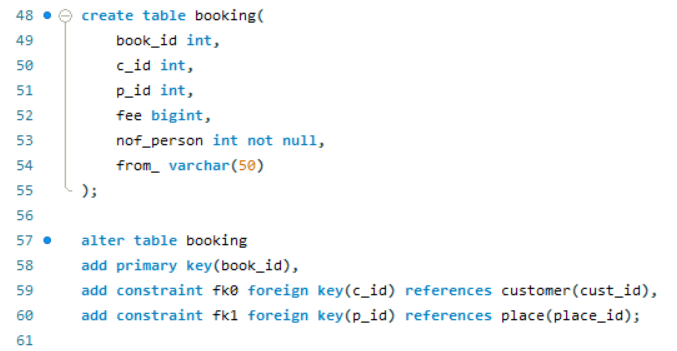 48 create table booking(
49 book_id int,
50 c_id int,
51 p_id int,
52 fee bigint,
53 nof_person int not null,
54 from_ varchar(50)
55 );
56
57 alter table booking
58 add primary key(book_id),
59 add constraint fk0 foreign key(c_id) references customer(cust_id),
60 add constraint fk1 foreign key(p_id) references place(place_id);
61